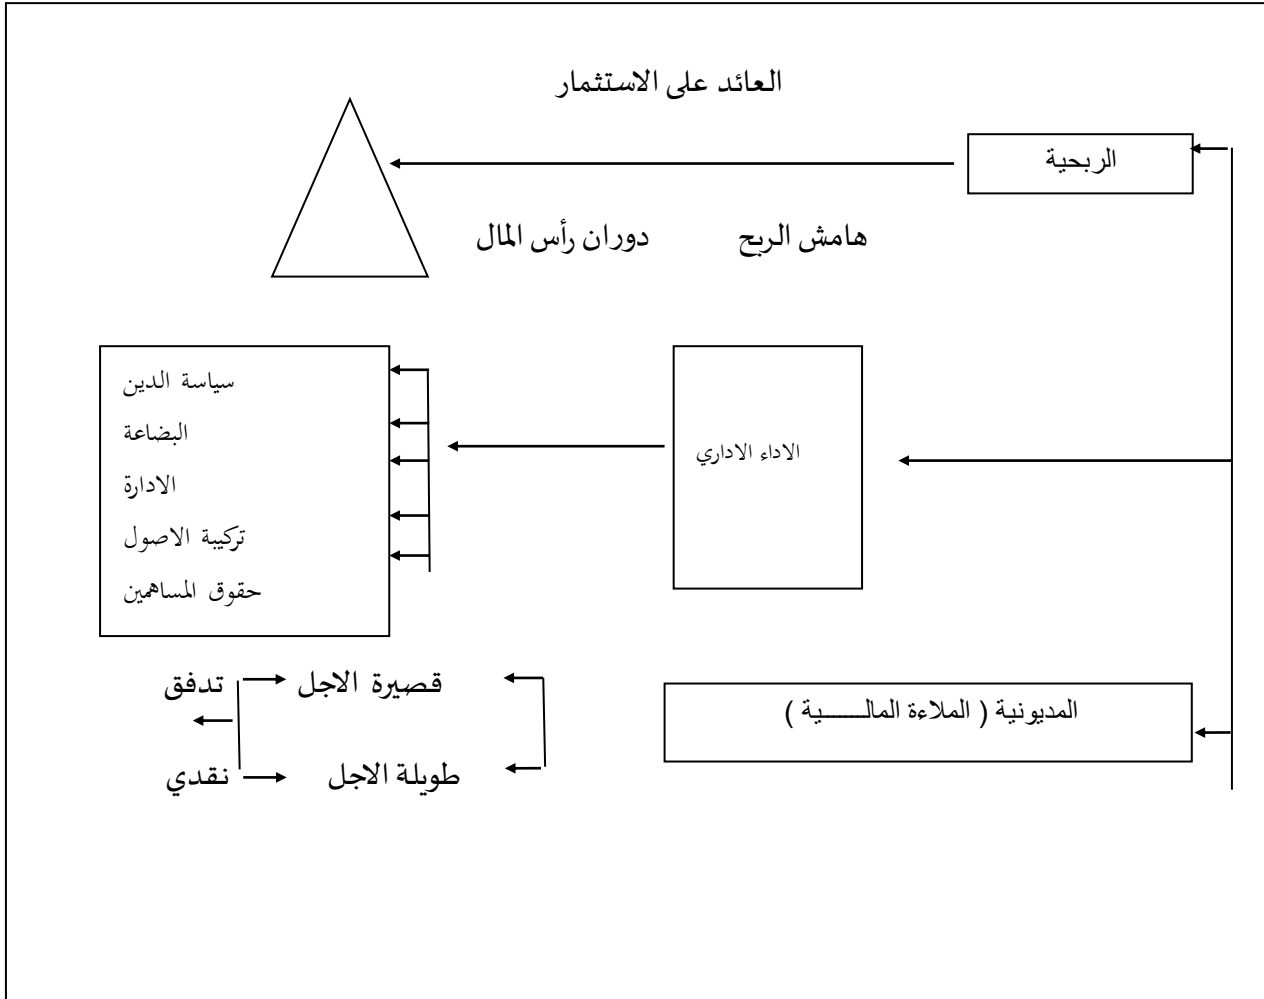 العائد على الاستثمار
الربحية
هامش الربح
دوران رأس المال
الاداء الاداري
سياسة الدين
البضاعة
الادارة
تركيبة الاصول
حقوق المساهمين
المديونية ( الملاءة المالـــــــية )
قصيرة الاجل
تدفق
طويلة الاجل
نقدي